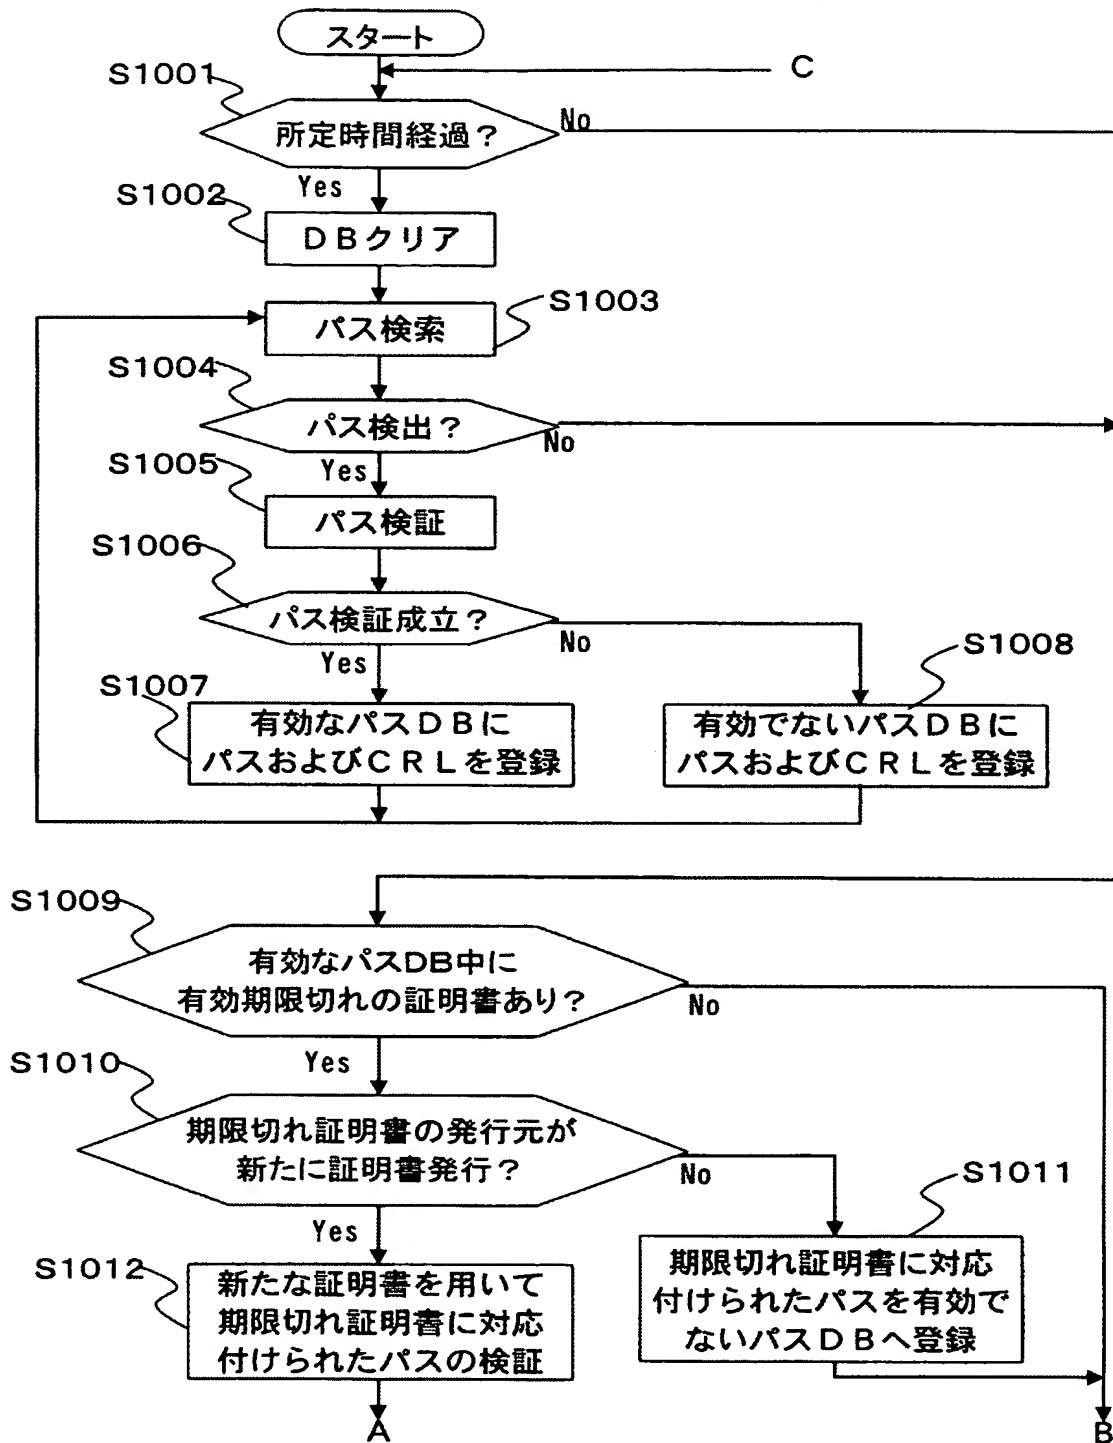 スタート
C
S1001
所定時間経過?
No
Yes
S1002
DBクリア
S1003
パス検索
S1004
パス検出?
No
Yes
S1005
パス検証
S1006
パス検証成立?
No
Yes
S1007
有効なパスDBに
パスおよびCRLを登録
S1008
有効でないパスDBに
パスおよびCRLを登録
S1009
有効なパスDB中に
有効期限切れの証明書あり?
No
Yes
S1010
期限切れ証明書の発行元が
新たに証明書発行?
No
Yes
S1011
期限切れ証明書に対応
付けられたパスを有効で
ないパスDBへ登録
S1012
新たな証明書を用いて
期限切れ証明書に対応
付けられたパスの検証
A
B